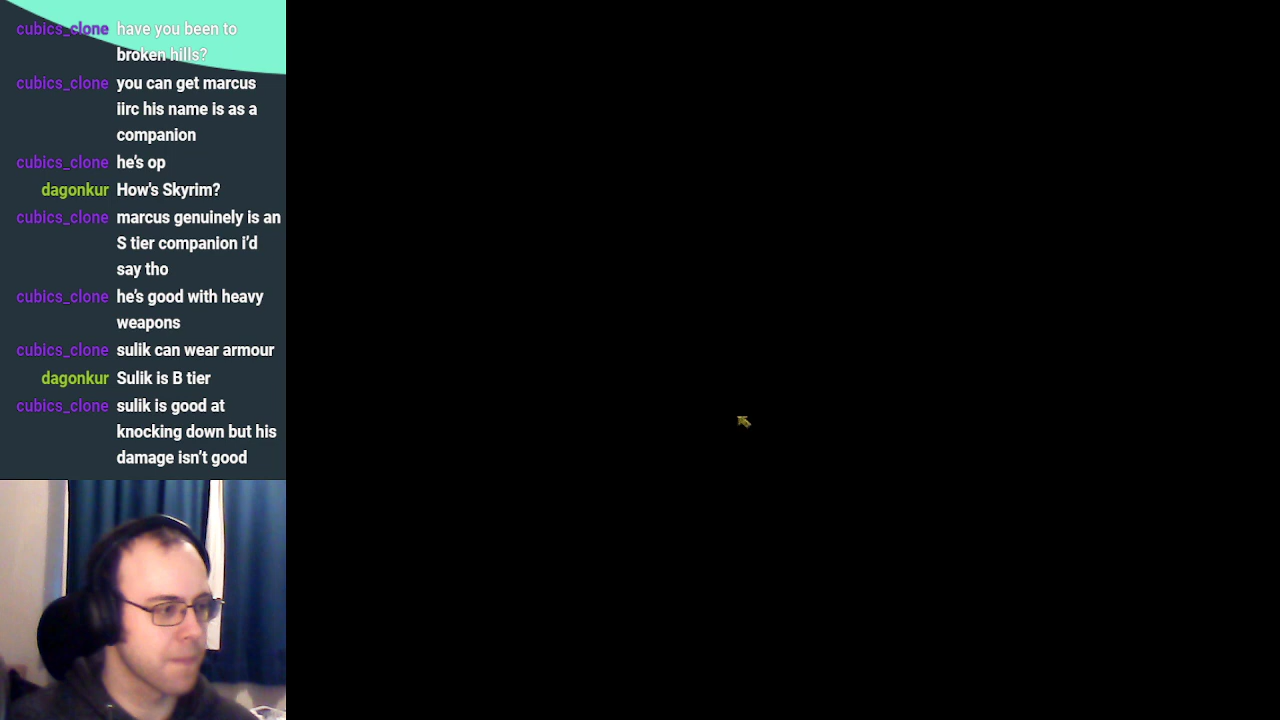 cubics_clone have you been to
broken hills?
cubics_clone you can get marcus
iirc his name is as a
companion
cubics_clone he's op
dagonkur How's Skyrim?
cubics_clone marcus genuinely is an
S tier companion i'd
say tho
cubics_clone he's good with heavy
weapons
cubics_clone sulik can wear armour
dagonkur Sulik is B tier
cubics_clone sulik is good at
knocking down but his
damage isn't good